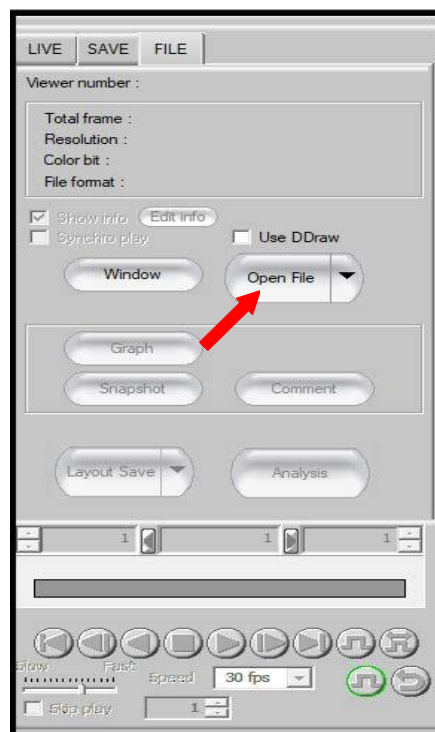 LIVE SAVE FILE
Viewer number :
Total frame :
Resolution :
Color bit :
File format :
Show info Edit info
Synchro play Use DDraw
Window Open File
Graph
Snapshot Comment
Layout Save Analysis
1 1 1
Slow Fast Speed 30 fps
Skip play 1